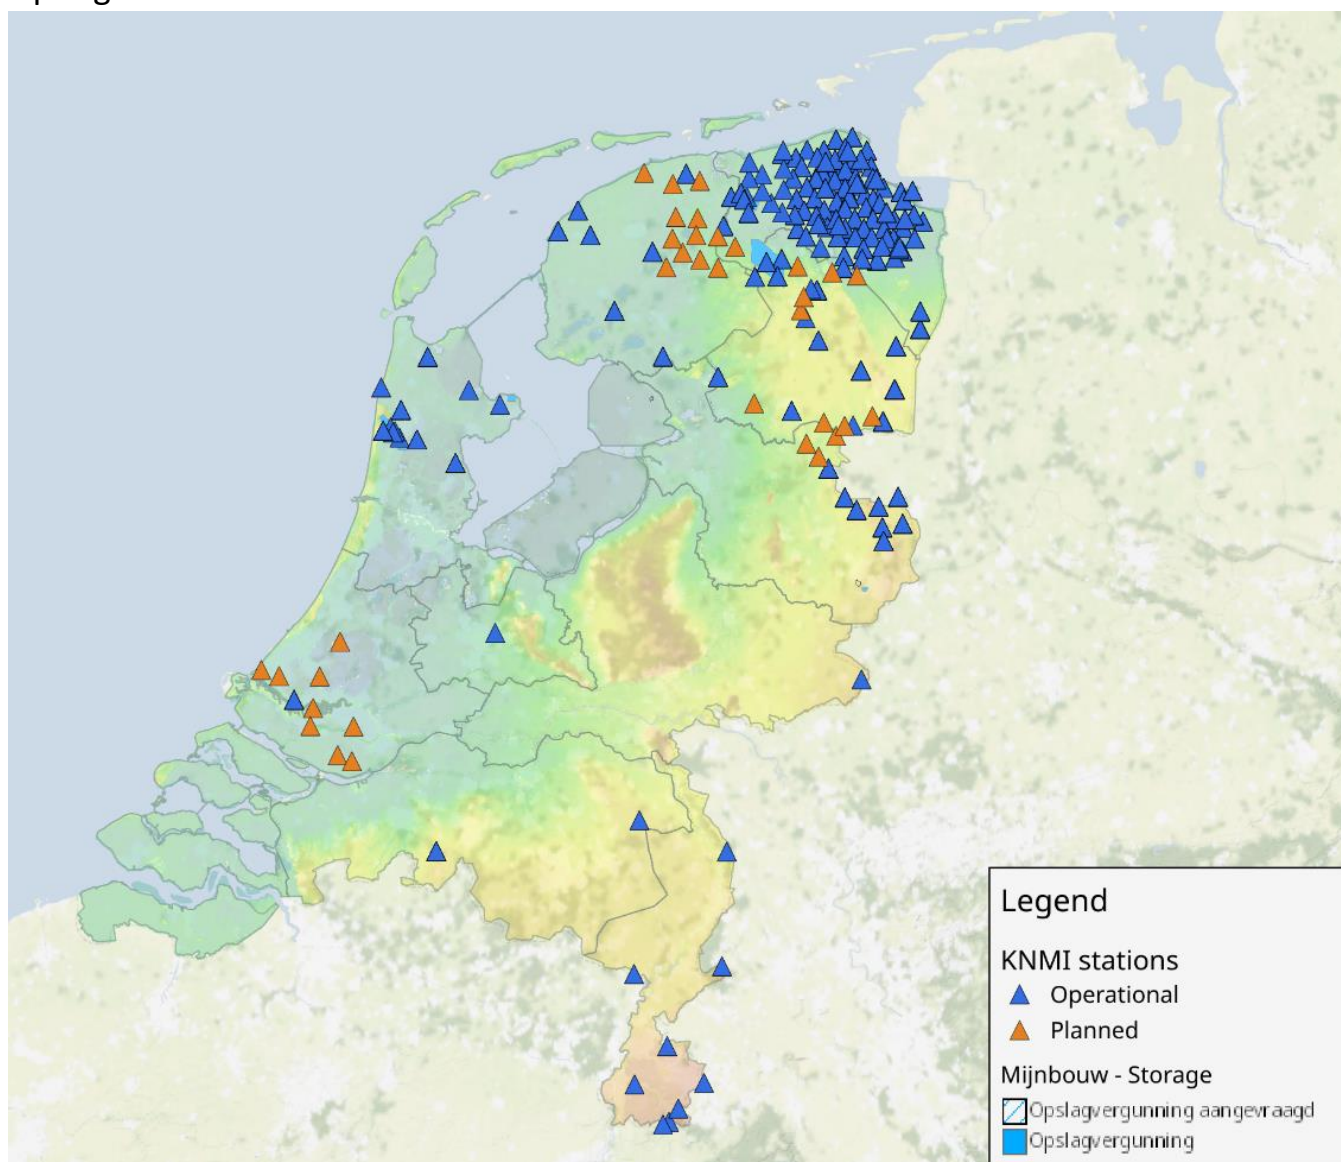 Legend
KNMI stations
Operational
Planned
Mijnbouw - Storage
Opslagvergunning aangevraagd
Opslagvergunning